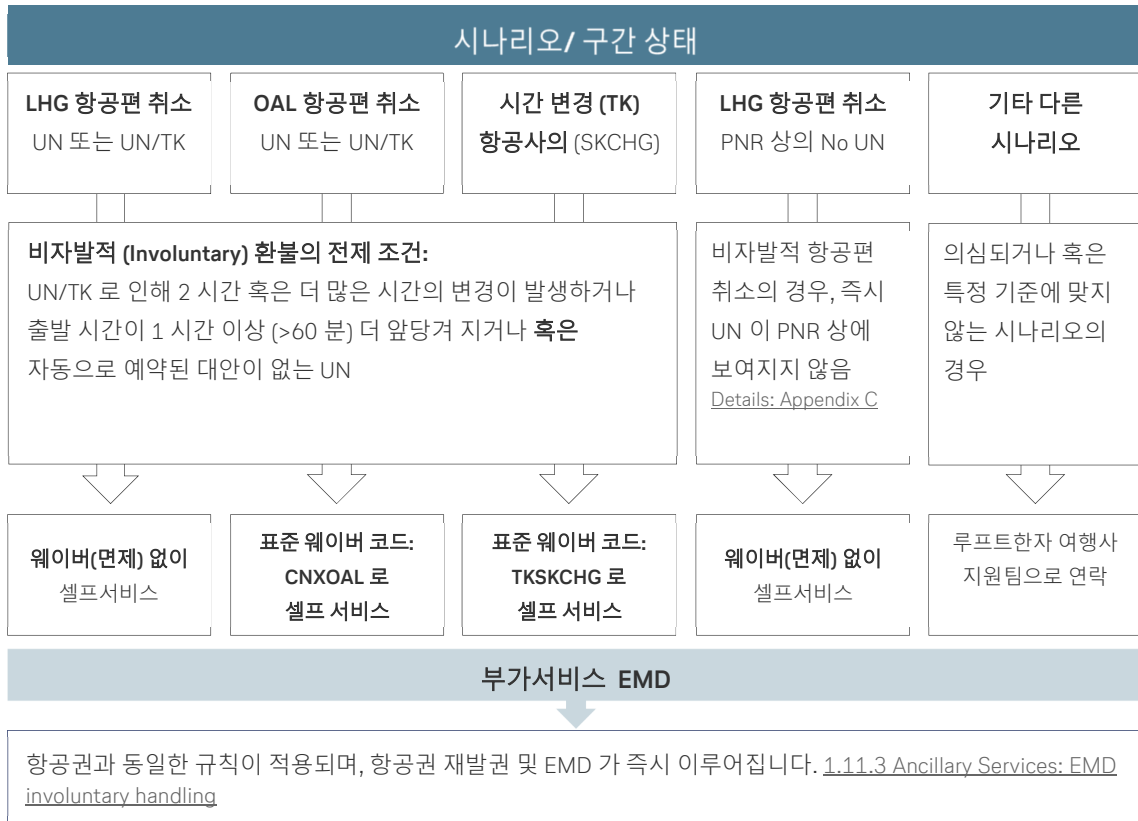 시나리오/ 구간 상태
LHG 항공편 취소
UN 또는 UN/TK
OAL 항공편 취소
UN 또는 UN/TK
시간 변경 (TK)
항공사의 (SKCHG)
LHG 항공편 취소
PNR 상의 No UN
기타 다른
시나리오
비자발적 (Involuntary) 환불의 전제 조건:
UN/TK 로 인해 2 시간 혹은 더 많은 시간의 변경이 발생하거나
출발 시간이 1 시간 이상 (>60 분) 더 앞당겨 지거나 혹은
자동으로 예약된 대안이 없는 UN
비자발적 항공편
취소의 경우, 즉시
UN 이 PNR 상에
보여지지 않음
Details: Appendix C
의심되거나 혹은
특정 기준에 맞지
않는 시나리오의
경우
웨이버(면제) 없이
셀프서비스
표준 웨이버 코드:
CNXOAL 로
셀프 서비스
표준 웨이버 코드:
TKSKCHG 로
셀프 서비스
웨이버(면제) 없이
셀프서비스
루프트한자 여행사
지원팀으로 연락
부가서비스 EMD
항공권과 동일한 규칙이 적용되며, 항공권 재발권 및 EMD 가 즉시 이루어집니다. 1.11.3 Ancillary Services: EMD
involuntary handling